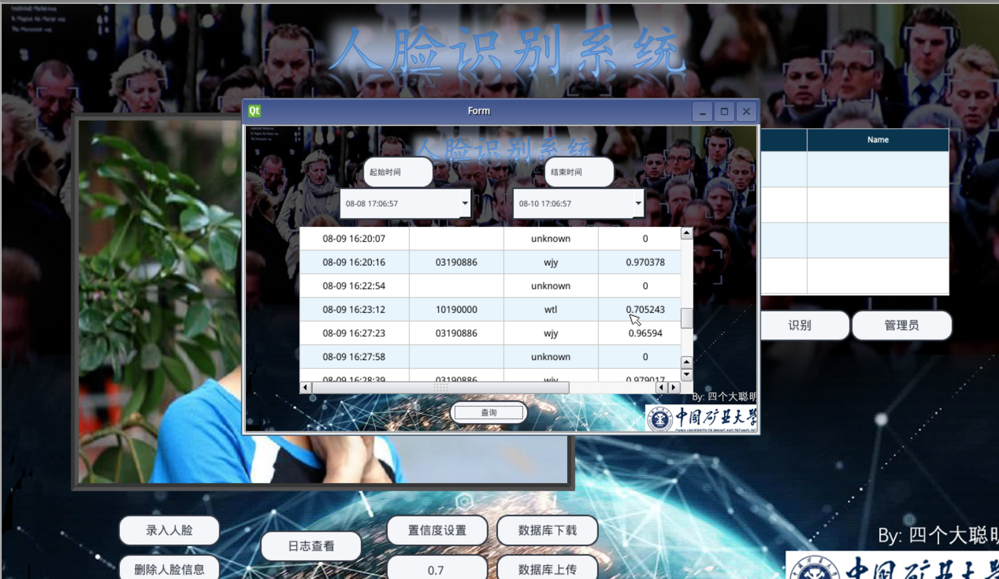 人脸识别系统
Form
人脸识别系统
Name
起始时间
结束时间
08-08 17:06:57
08-10 17:06:57
08-09 16:20:07 unknown 0
08-09 16:20:16 03190886 wjy 0.970378
08-09 16:22:54 unknown 0
08-09 16:23:12 10190000 wtl 0.705243
08-09 16:27:23 03190886 wjy 0.96594
08-09 16:27:58 unknown 0
08-09 16:28:39 03190886 wjy 0.979017
识别
管理员
By: 四个大聪明
查询
中国矿业大学
CHINA UNIVERSITY OF MINING AND TECHNOLOGY
录入人脸
日志查看
置信度设置
数据库下载
删除人脸信息
0.7
数据库上传
By: 四个大聪明
中国矿业大